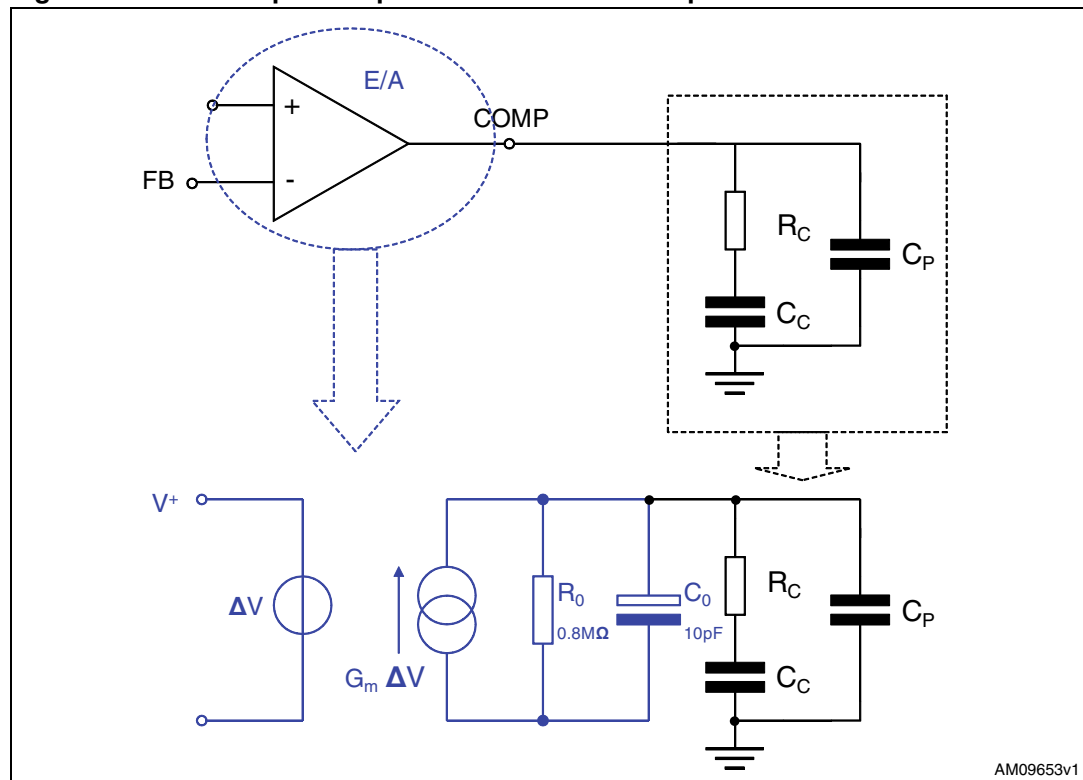 E/A
+
COMP
FB
-
R_C
C_P
C_C
V+
ΔV
G_m ΔV
R_0
0.8MΩ
C_0
10pF
R_C
C_P
C_C
AM09653v1